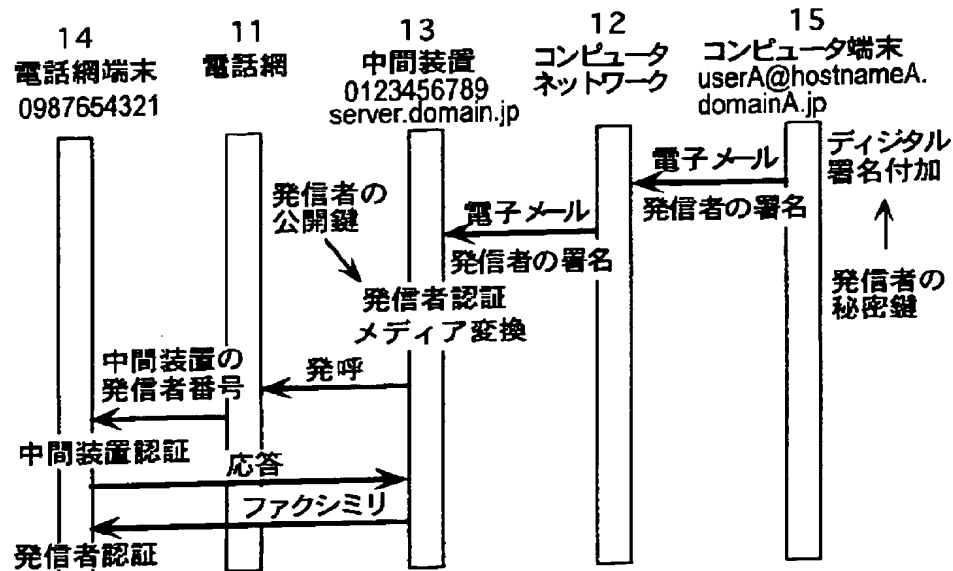 14
電話網端末
0987654321
11
電話網
13
中間装置
0123456789
server.domain.jp
12
コンピュータ
ネットワーク
15
コンピュータ端末
userA@hostnameA.
domainA.jp
ディジタル
署名付加
電子メール
発信者の署名
発信者の
秘密鍵
電子メール
発信者の署名
発信者の
公開鍵
発信者認証
メディア変換
発呼
中間装置の
発信者番号
中間装置認証
応答
ファクシミリ
発信者認証